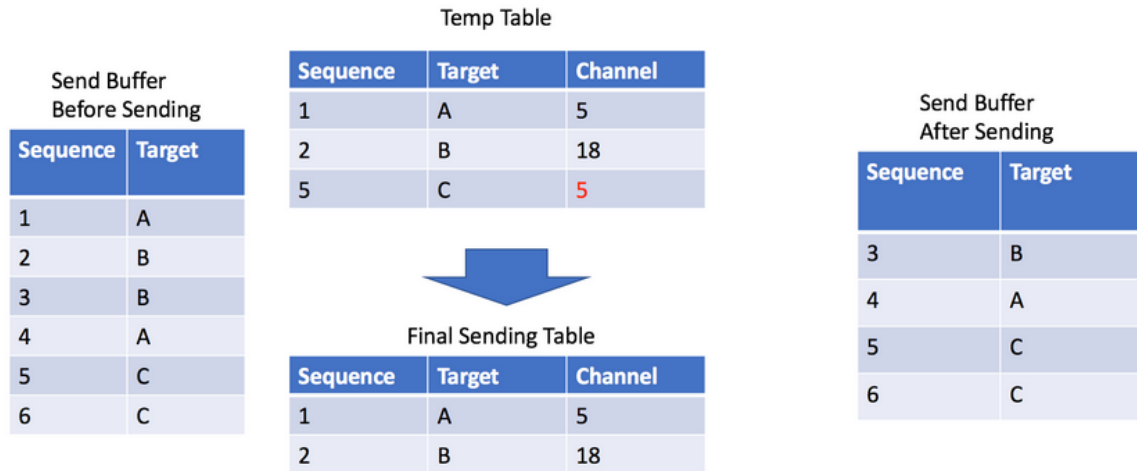 Send Buffer
Before Sending
Sequence Target
1 A
2 B
3 B
4 A
5 C
6 C
Temp Table
Sequence Target Channel
1 A 5
2 B 18
5 C 5
Final Sending Table
Sequence Target Channel
1 A 5
2 B 18
Send Buffer
After Sending
Sequence Target
3 B
4 A
5 C
6 C